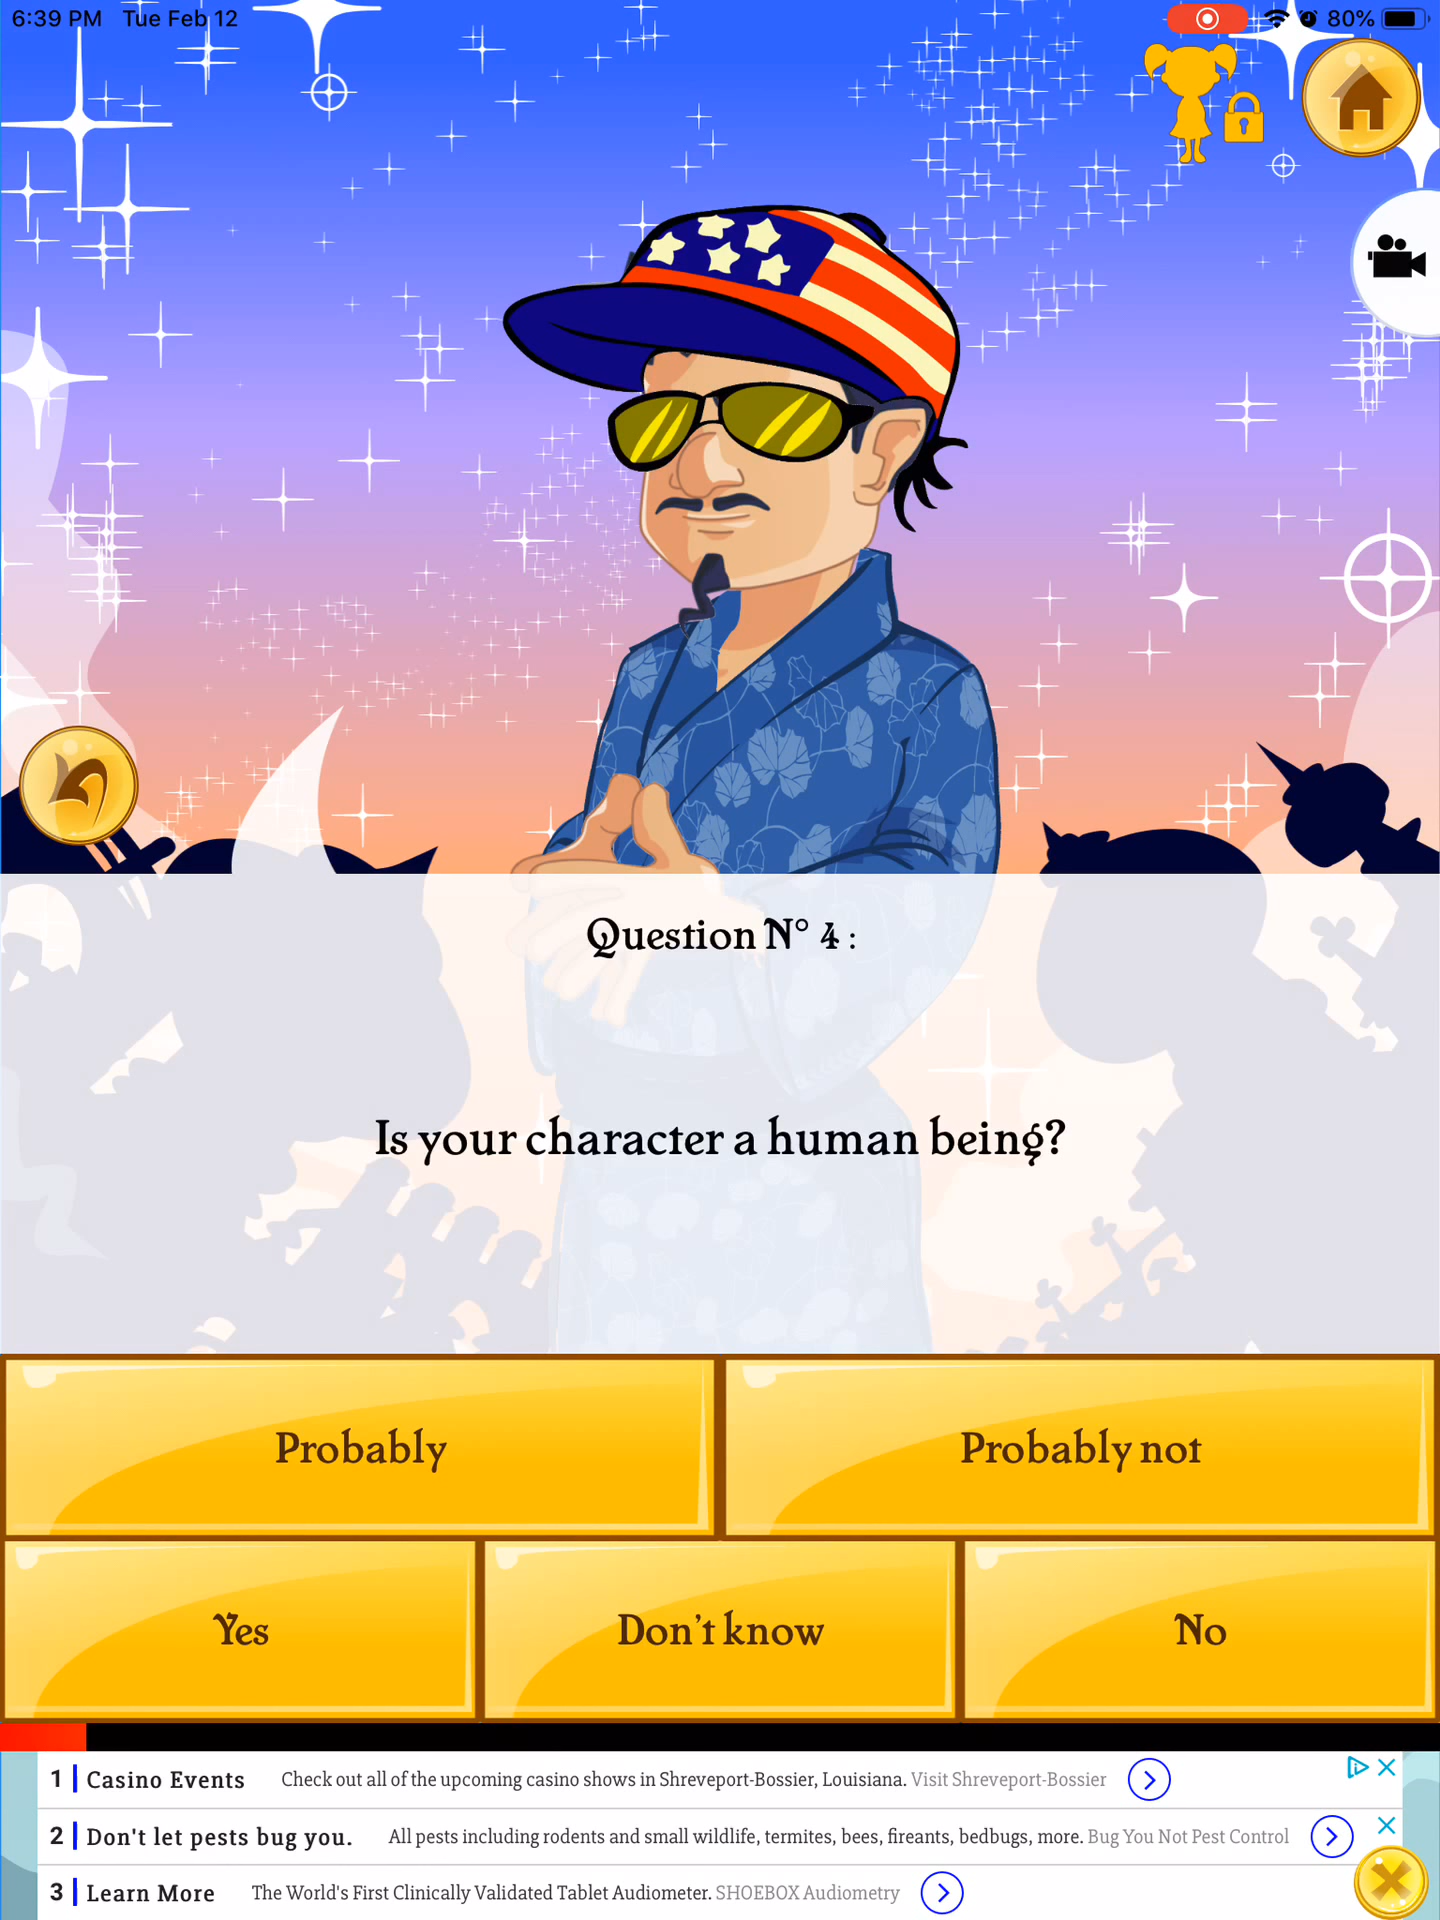 6:39 PM Tue Feb 12 80%
Question N° 4 :
Is your character a human being?
Probably Probably not
Yes Don't know No
1 Casino Events Check out all of the upcoming casino shows in Shreveport-Bossier, Louisiana. Visit Shreveport-Bossier
2 Don't let pests bug you. All pests including rodents and small wildlife, termites, bees, fireants, bedbugs, more. Bug You Not Pest Control
3 Learn More The World's First Clinically Validated Tablet Audiometer. SHOEBOX Audiometry